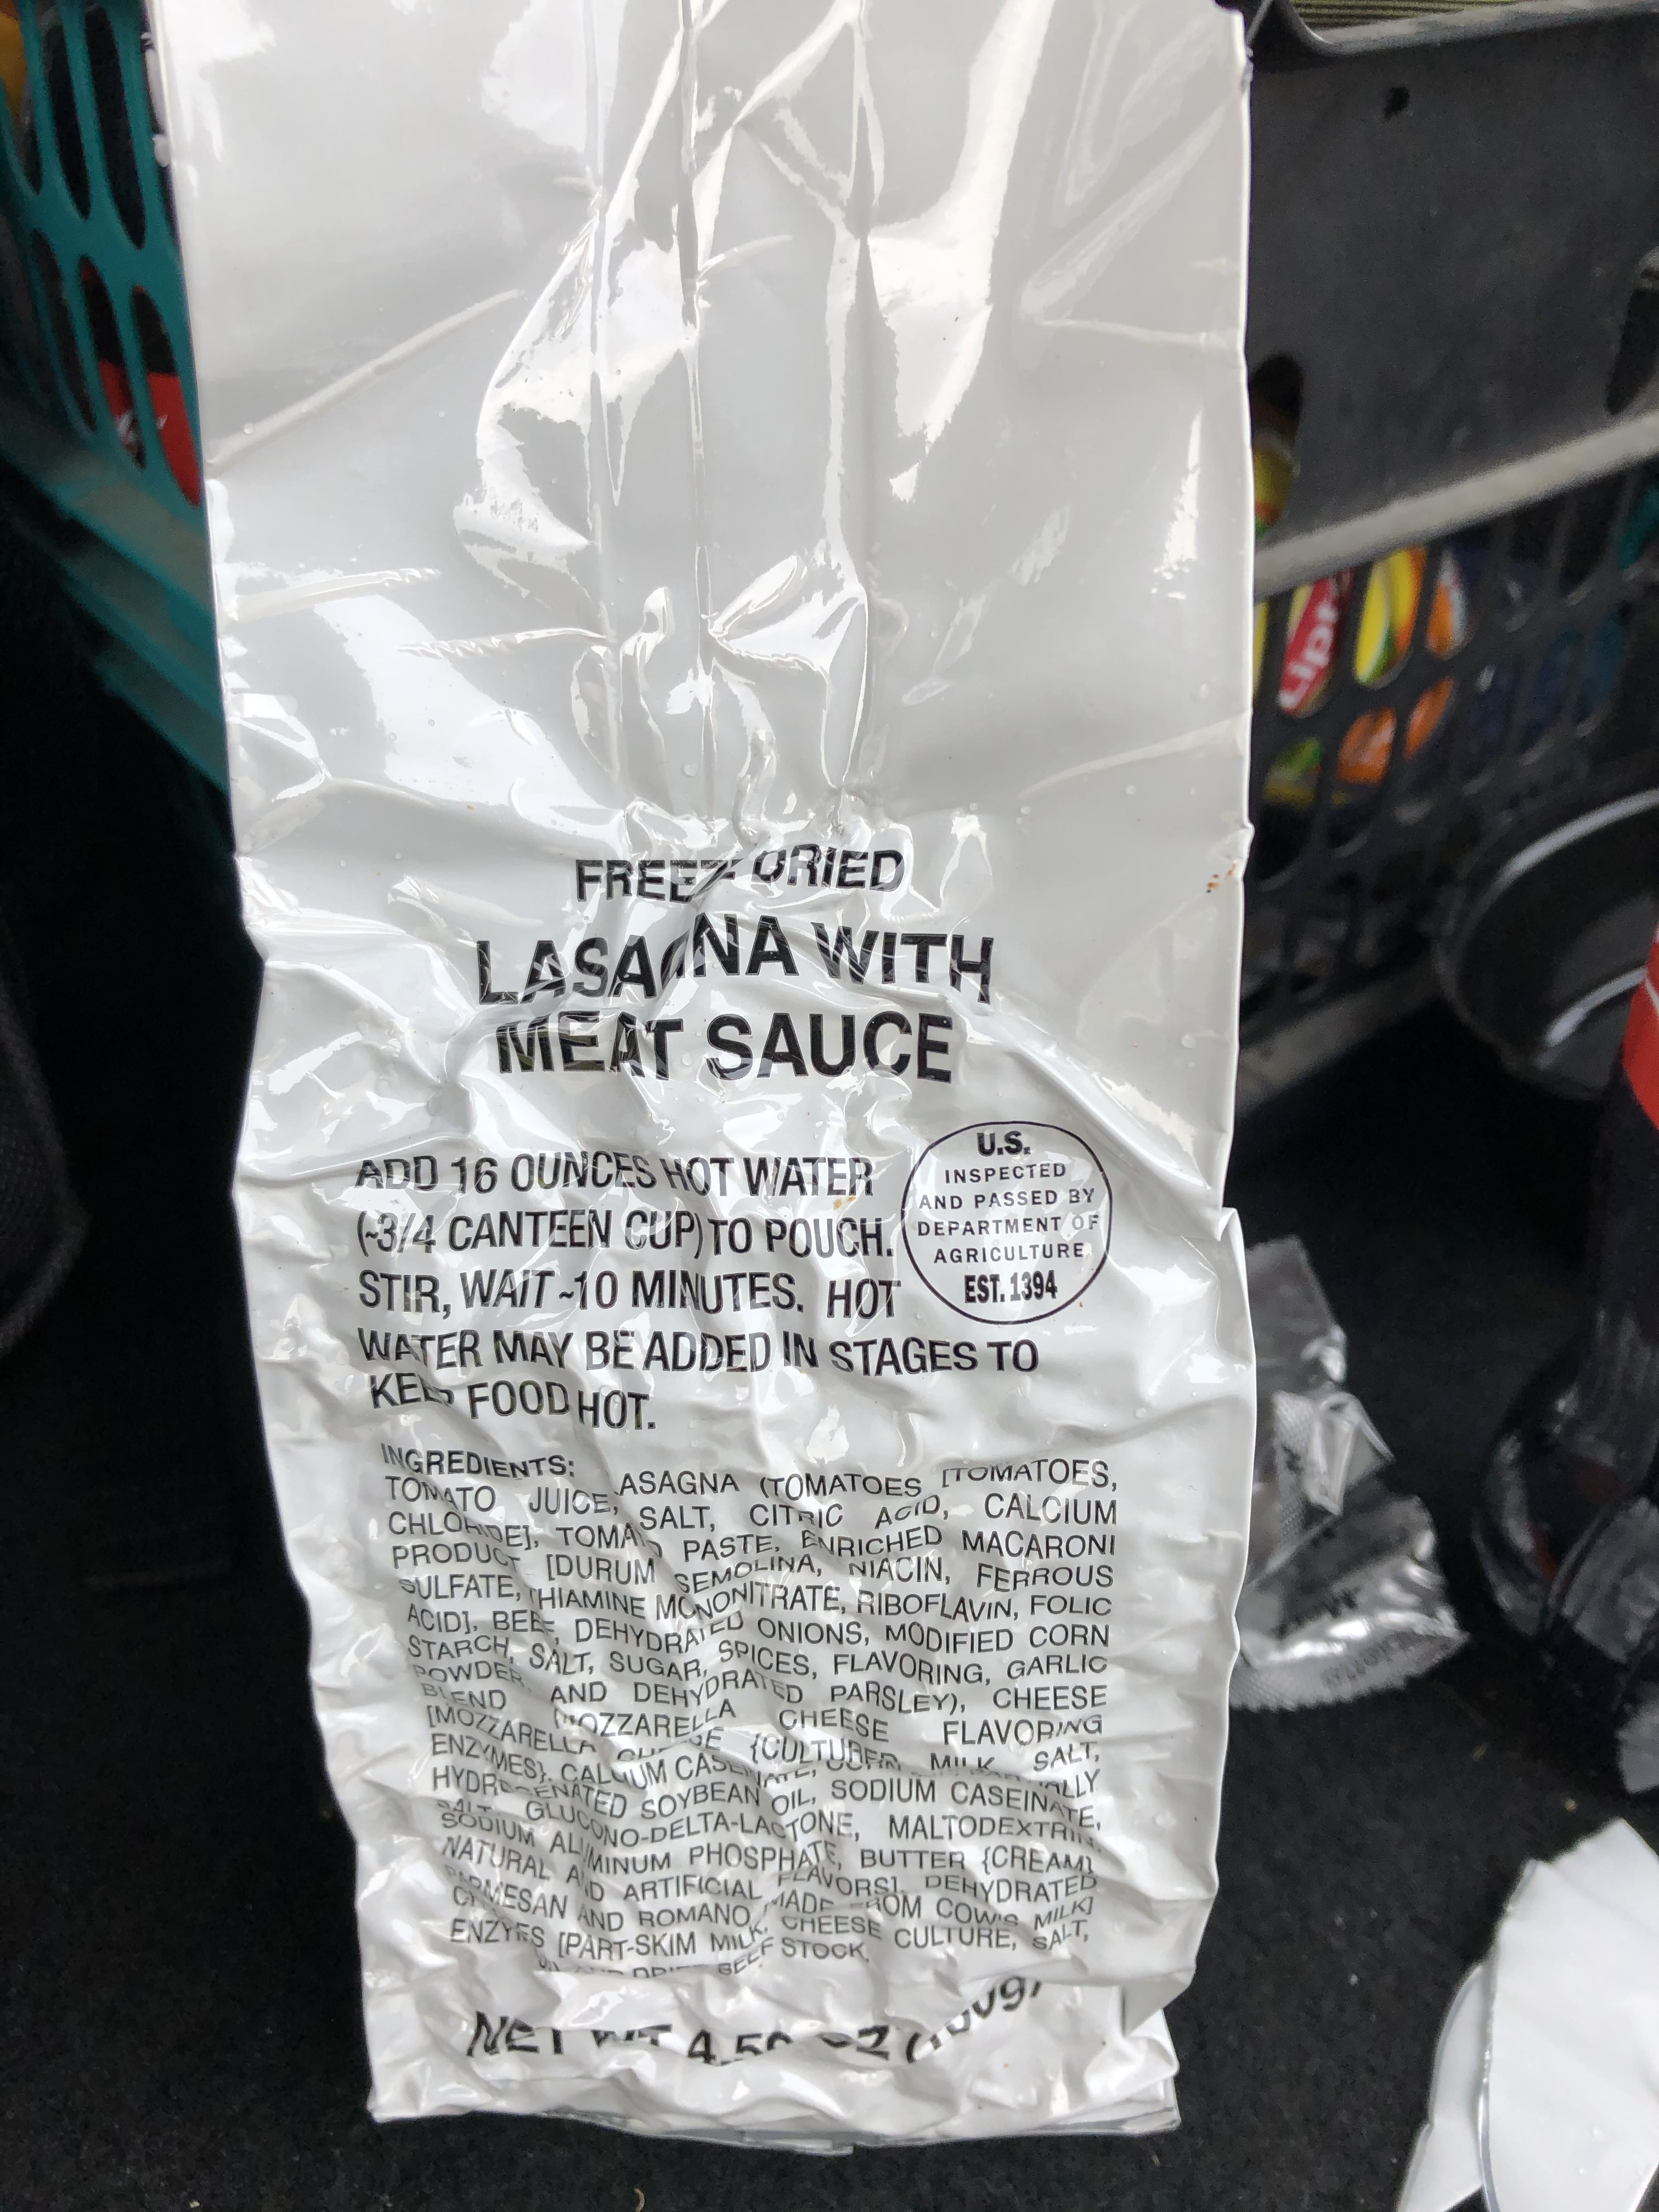 FREEZE DRIED
LASAGNA WITH
MEAT SAUCE
ADD 16 OUNCES HOT WATER
(~3/4 CANTEEN CUP) TO POUCH.
STIR, WAIT ~10 MINUTES. HOT
WATER MAY BE ADDED IN STAGES TO
KEEP FOOD HOT.
U.S.
INSPECTED
AND PASSED BY
DEPARTMENT OF
AGRICULTURE
EST. 1394
INGREDIENTS: LASAGNA (TOMATOES [TOMATOES,
TOMATO JUICE, SALT, CITRIC ACID, CALCIUM
CHLORIDE], TOMATO PASTE, ENRICHED MACARONI
PRODUCT [DURUM SEMOLINA, NIACIN, FERROUS
SULFATE, THIAMINE MONONITRATE, RIBOFLAVIN, FOLIC
ACID], BEEF, DEHYDRATED ONIONS, MODIFIED CORN
STARCH, SALT, SUGAR, SPICES, FLAVORING, GARLIC
POWDER, AND DEHYDRATED PARSLEY), CHEESE
BLEND (MOZZARELLA CHEESE FLAVORING
[MOZZARELLA CHEESE {CULTURED MILK, SALT,
ENZYMES}, CALCIUM CASEINATE,
HYDROGENATED SOYBEAN OIL, SODIUM CASEINATE,
SALT, GLUCONO-DELTA-LACTONE, MALTODEXTRIN,
SODIUM ALUMINUM PHOSPHATE, BUTTER {CREAM}
NATURAL AND ARTIFICIAL FLAVORS], DEHYDRATED
PARMESAN AND ROMANO MADE FROM COW'S MILK]
[PART-SKIM MILK, CHEESE CULTURE, SALT,
BEEF STOCK.
NET WT 4.50 OZ
Lipt